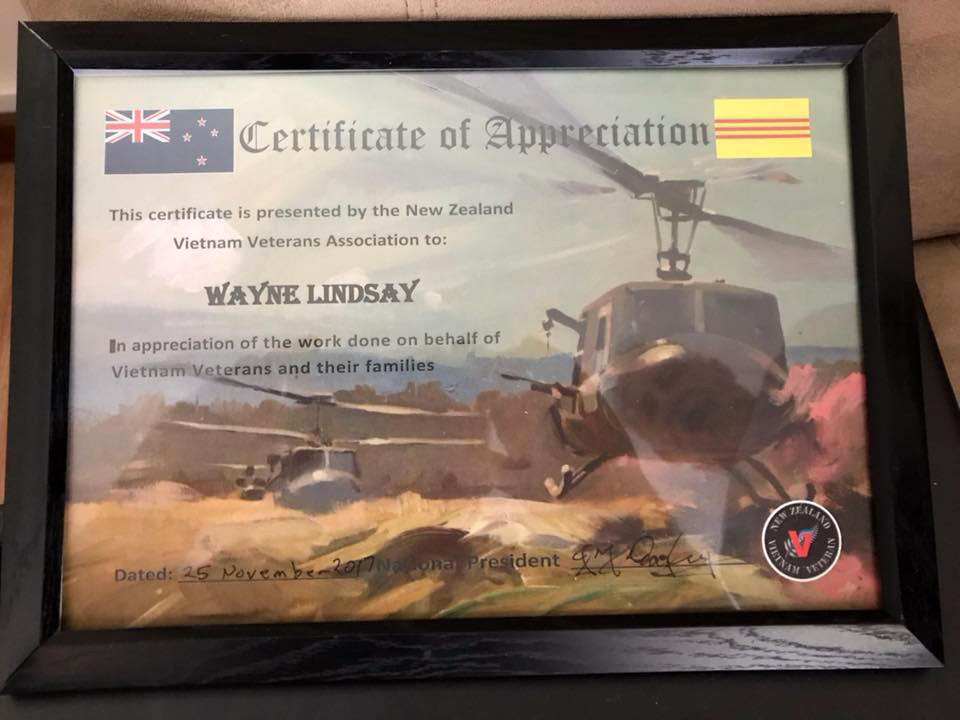 Certificate of Appreciation
This certificate is presented by the New Zealand
Vietnam Veterans Association to:
WAYNE LINDSAY
In appreciation of the work done on behalf of
Vietnam Veterans and their families
Dated: 25 November 2017 National President
NEW ZEALAND
V
VIETNAM VETERAN